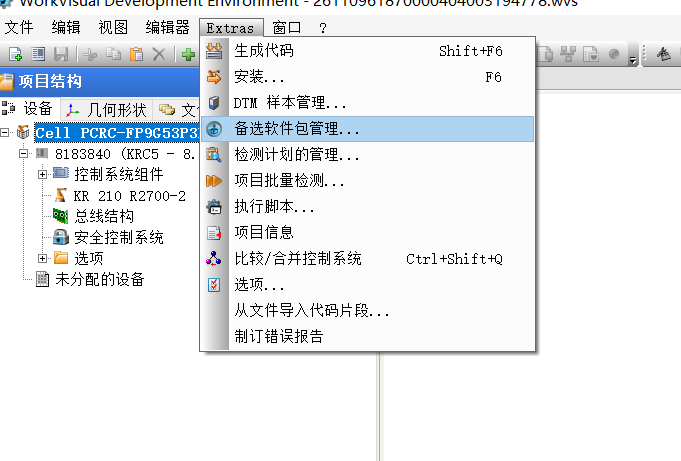 WorkVisual Development Environment - 26110961870000404003194778.wvs
文件 编辑 视图 编辑器 Extras 窗口 ?
生成代码 Shift+F6
项目结构
安装... F6
设备 几何形状 文
DTM 样本管理...
Cell PCRC-FP9G53P3
备选软件包管理...
8183840 (KRC5 - 8.
检测计划的管理...
控制系统组件
项目批量检测...
KR 210 R2700-2
执行脚本...
总线结构
项目信息
安全控制系统
比较/合并控制系统 Ctrl+Shift+Q
选项
选项...
未分配的设备
从文件导入代码片段...
制订错误报告